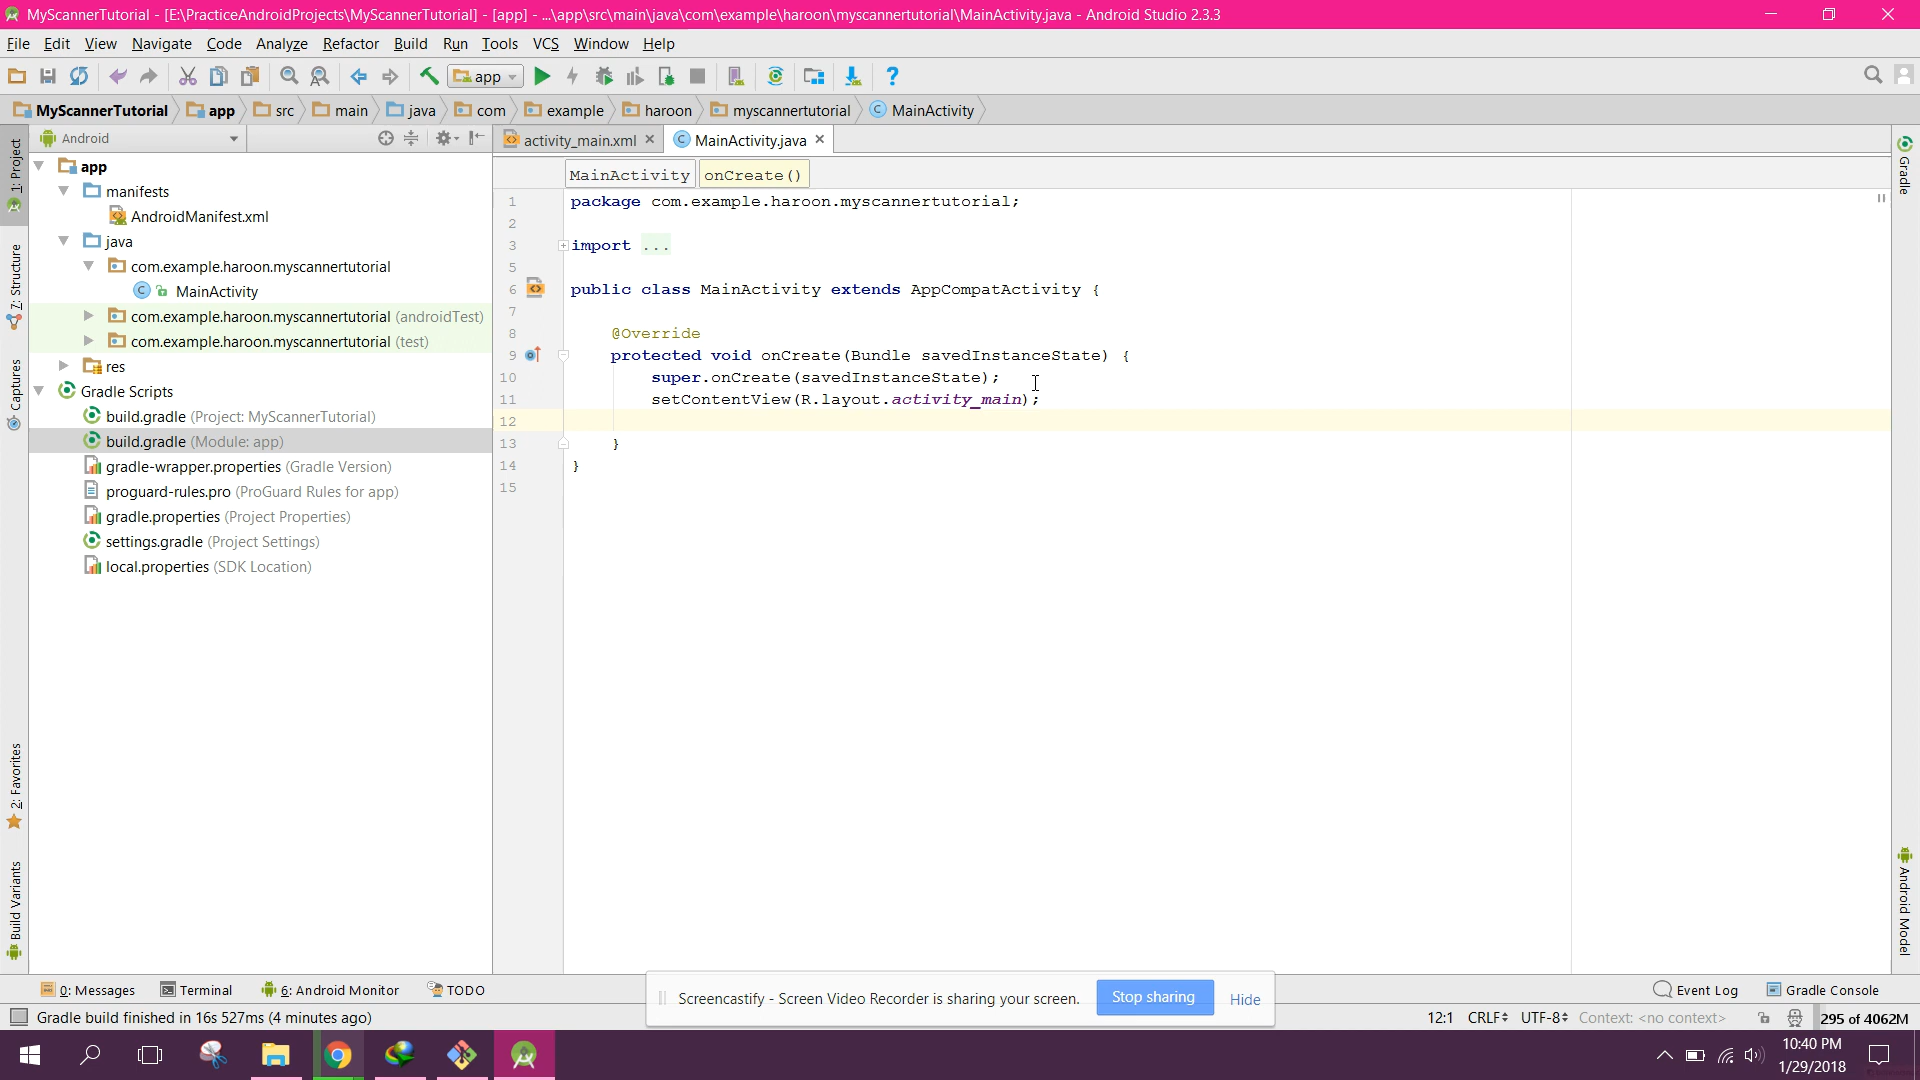 MyScannerTutorial - [E:\PracticeAndroidProjects\MyScannerTutorial] - [app] - ...\app\src\main\java\com\example\haroon\myscannertutorial\MainActivity.java - Android Studio 2.3.3
File Edit View Navigate Code Analyze Refactor Build Run Tools VCS Window Help
app
MyScannerTutorial app src main java com example haroon myscannertutorial MainActivity
Android
activity_main.xml MainActivity.java
MainActivity onCreate()
1: Project
7: Structure
Captures
2: Favorites
Build Variants
app
manifests
AndroidManifest.xml
java
com.example.haroon.myscannertutorial
MainActivity
com.example.haroon.myscannertutorial (androidTest)
com.example.haroon.myscannertutorial (test)
res
Gradle Scripts
build.gradle (Project: MyScannerTutorial)
build.gradle (Module: app)
gradle-wrapper.properties (Gradle Version)
proguard-rules.pro (ProGuard Rules for app)
gradle.properties (Project Properties)
settings.gradle (Project Settings)
local.properties (SDK Location)
1 package com.example.haroon.myscannertutorial;
2
3 import ...
5
6 public class MainActivity extends AppCompatActivity {
7
8 @Override
9 protected void onCreate(Bundle savedInstanceState) {
10 super.onCreate(savedInstanceState);
11 setContentView(R.layout.activity_main);
12
13 }
14 }
15
Gradle
Android Model
0: Messages Terminal 6: Android Monitor TODO
Event Log Gradle Console
Screencastify - Screen Video Recorder is sharing your screen. Stop sharing Hide
Gradle build finished in 16s 527ms (4 minutes ago)
12:1 CRLF UTF-8 Context: <no context> 295 of 4062M
10:40 PM
1/29/2018